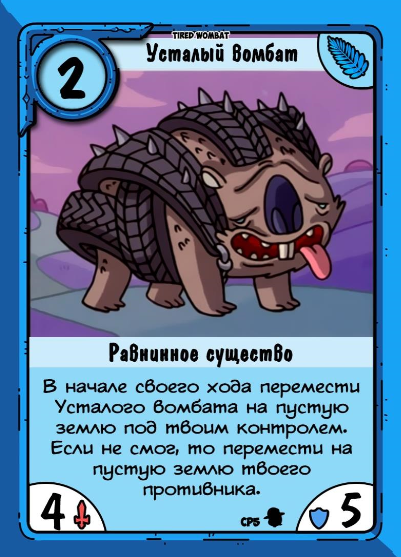 TIRED WOMBAT
2
Усталый вомбат
Равнинное существо
В начале своего хода перемести
Усталого вомбата на пустую
землю под твоим контролем.
Если не смог, то перемести на
пустую землю твоего
противника.
4
CP5
5